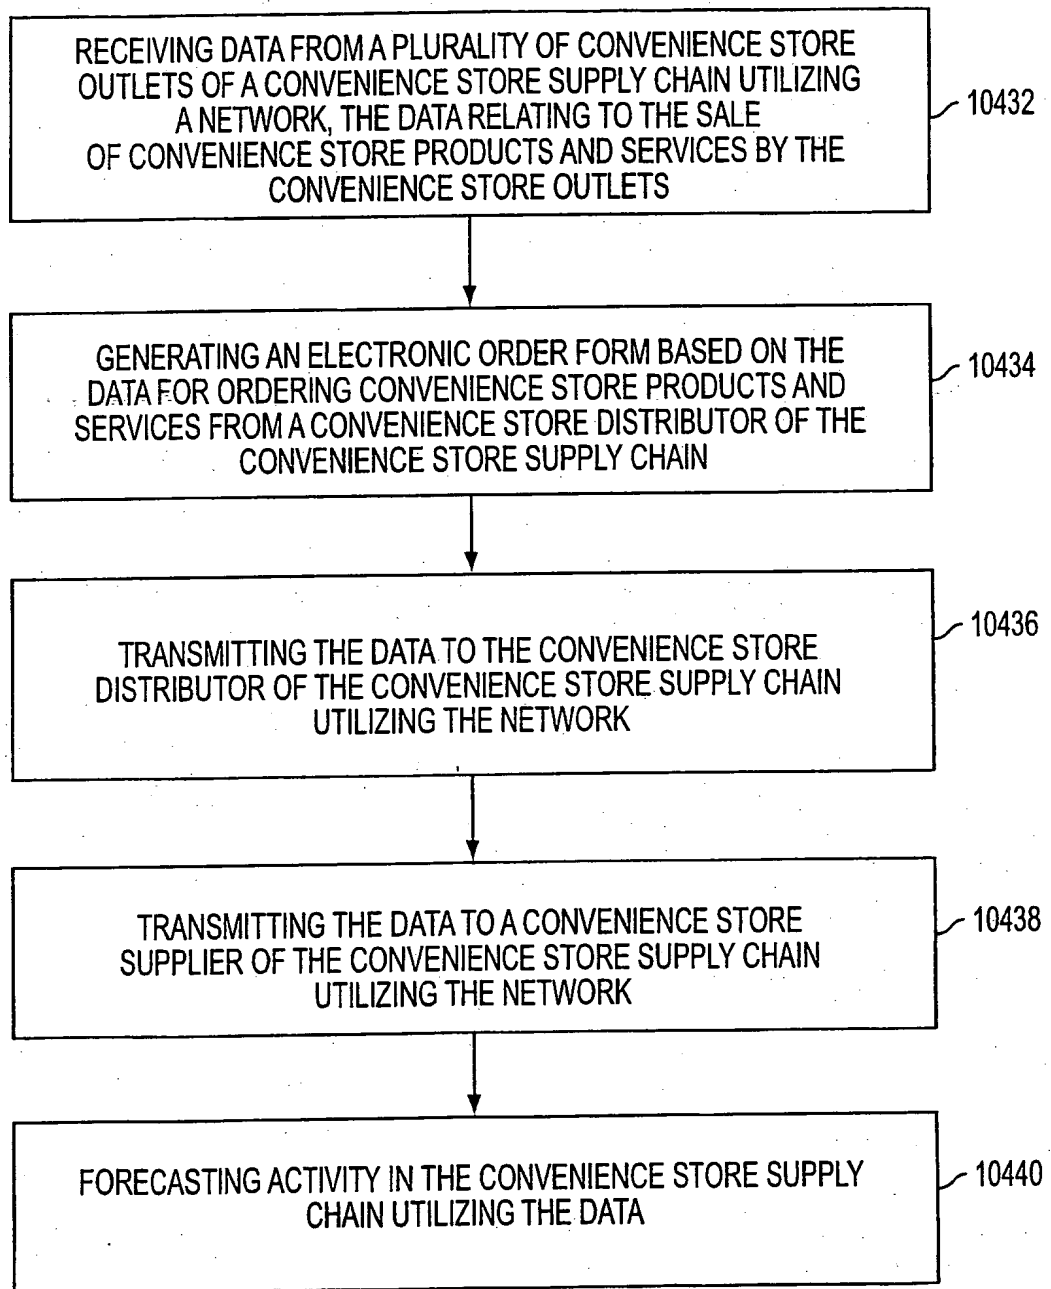 RECEIVING DATA FROM A PLURALITY OF CONVENIENCE STORE
OUTLETS OF A CONVENIENCE STORE SUPPLY CHAIN UTILIZING
A NETWORK, THE DATA RELATING TO THE SALE
OF CONVENIENCE STORE PRODUCTS AND SERVICES BY THE
CONVENIENCE STORE OUTLETS
10432
GENERATING AN ELECTRONIC ORDER FORM BASED ON THE
DATA FOR ORDERING CONVENIENCE STORE PRODUCTS AND
SERVICES FROM A CONVENIENCE STORE DISTRIBUTOR OF THE
CONVENIENCE STORE SUPPLY CHAIN
10434
TRANSMITTING THE DATA TO THE CONVENIENCE STORE
DISTRIBUTOR OF THE CONVENIENCE STORE SUPPLY CHAIN
UTILIZING THE NETWORK
10436
TRANSMITTING THE DATA TO A CONVENIENCE STORE
SUPPLIER OF THE CONVENIENCE STORE SUPPLY CHAIN
UTILIZING THE NETWORK
10438
FORECASTING ACTIVITY IN THE CONVENIENCE STORE SUPPLY
CHAIN UTILIZING THE DATA
10440